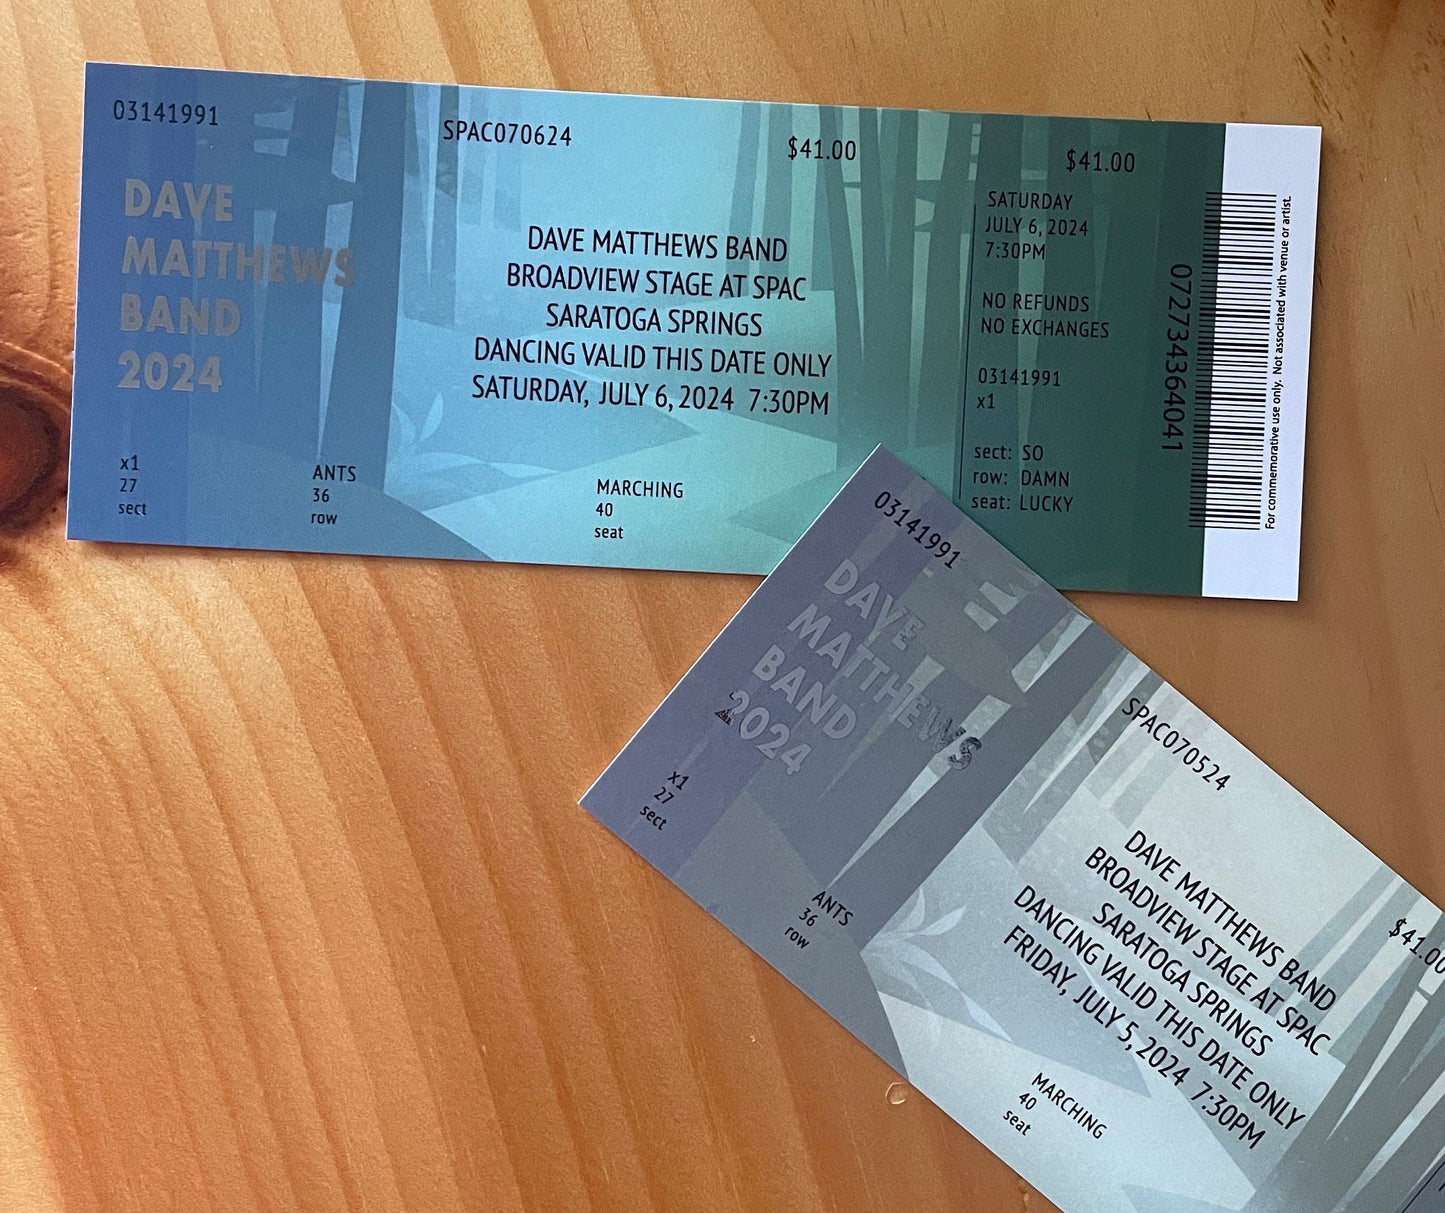 03141991
SPAC070624
$41.00
$41.00
DAVE
MATTHEWS
BAND
2024
DAVE MATTHEWS BAND
BROADVIEW STAGE AT SPAC
SARATOGA SPRINGS
DANCING VALID THIS DATE ONLY
SATURDAY, JULY 6, 2024 7:30PM
x1
27
sect
ANTS
36
row
MARCHING
40
seat
SATURDAY
JULY 6, 2024
7:30PM
NO REFUNDS
NO EXCHANGES
03141991
x1
sect: SO
row: DAMN
seat: LUCKY
072734364041
For commemorative use only. Not associated with venue or artist.
03141991
DAVE
MATTHEWS
BAND
2024
SPAC070524
$41.00
DAVE MATTHEWS BAND
BROADVIEW STAGE AT SPAC
SARATOGA SPRINGS
DANCING VALID THIS DATE ONLY
FRIDAY, JULY 5, 2024 7:30PM
x1
27
sect
ANTS
36
row
MARCHING
40
seat